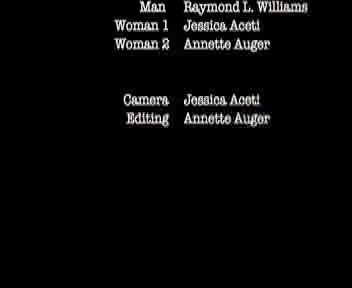 Man Raymond L. Williams
Woman 1 Jessica Aceti
Woman 2 Annette Auger
Camera Jessica Aceti
Editing Annette Auger